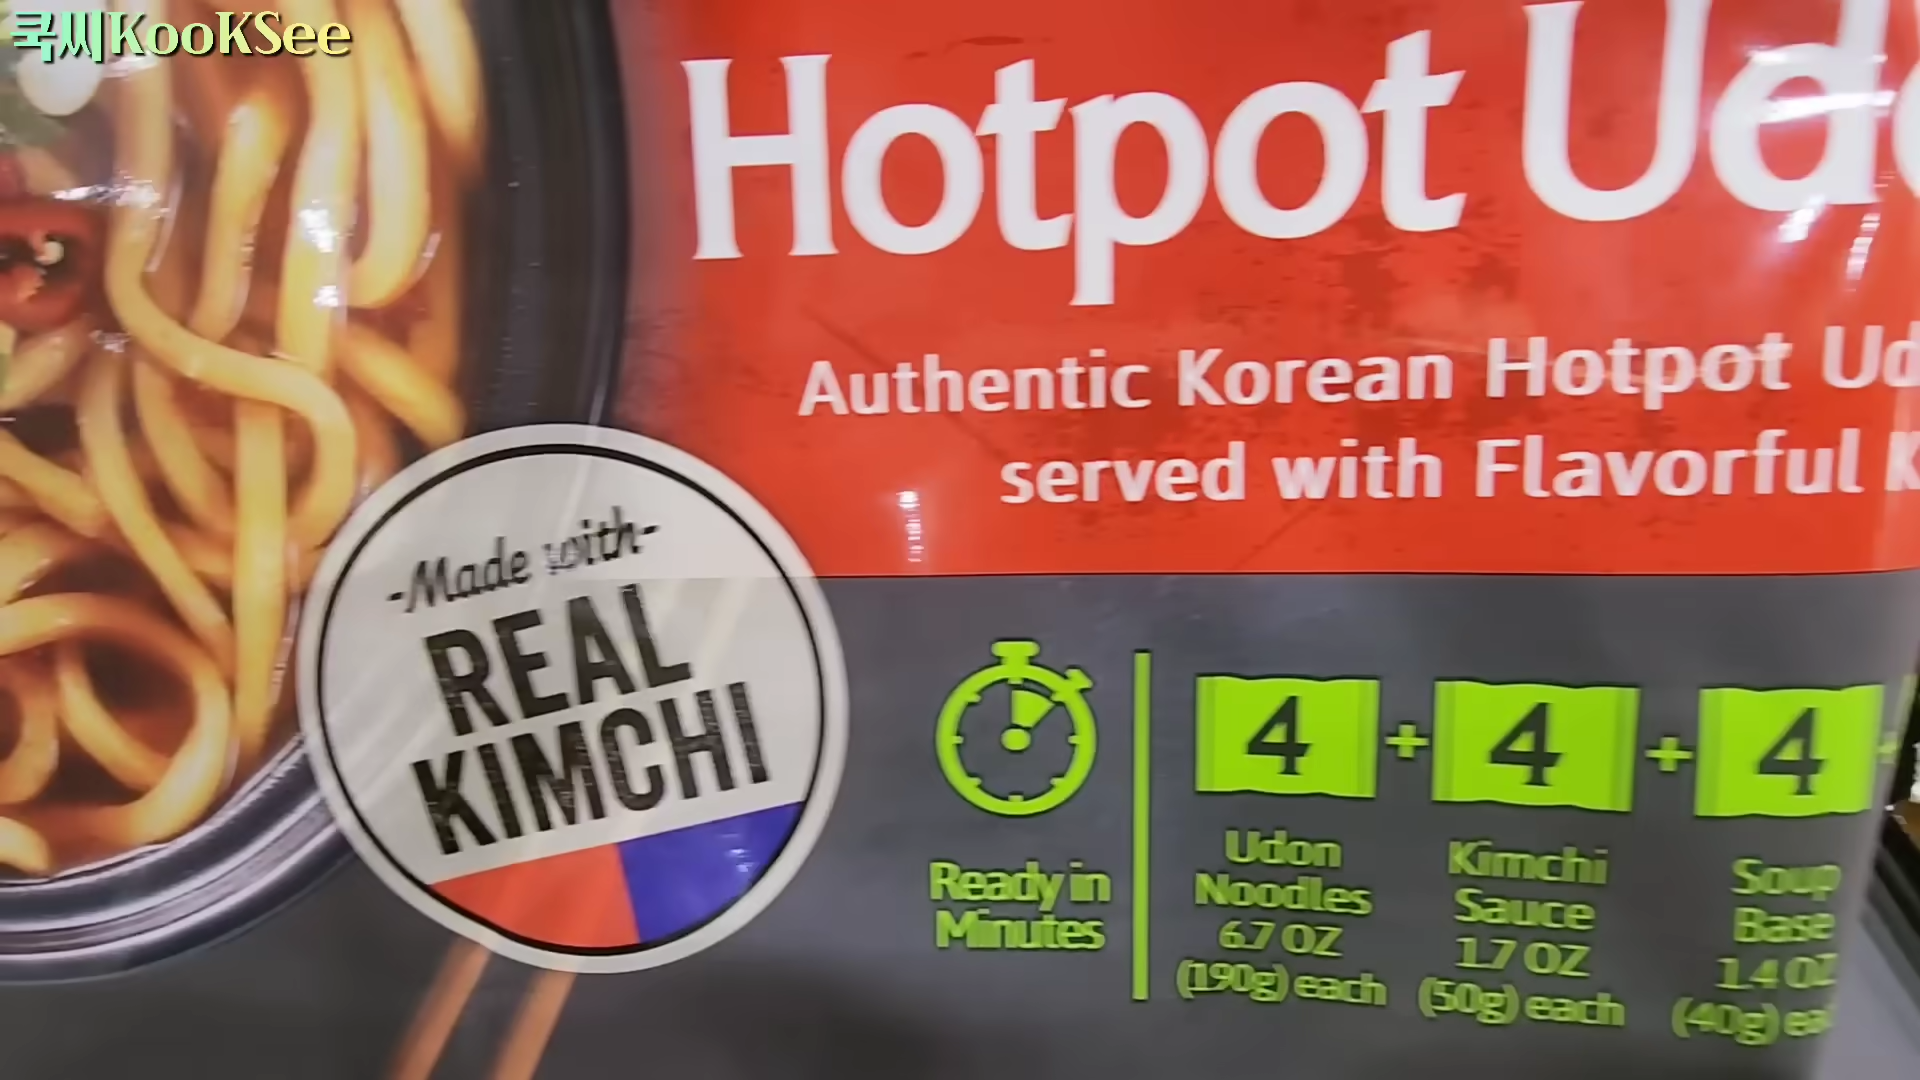 쿡씨KooKSee
Hotpot Udo
Authentic Korean Hotpot Ud
served with Flavorful K
-Made with-
REAL
KIMCHI
Ready in
Minutes
4 + 4 + 4 +
Udon
Noodles
6.7 OZ
(190g) each
Kimchi
Sauce
1.7 OZ
(50g) each
Soup
Base
1.4 OZ
(40g) ea